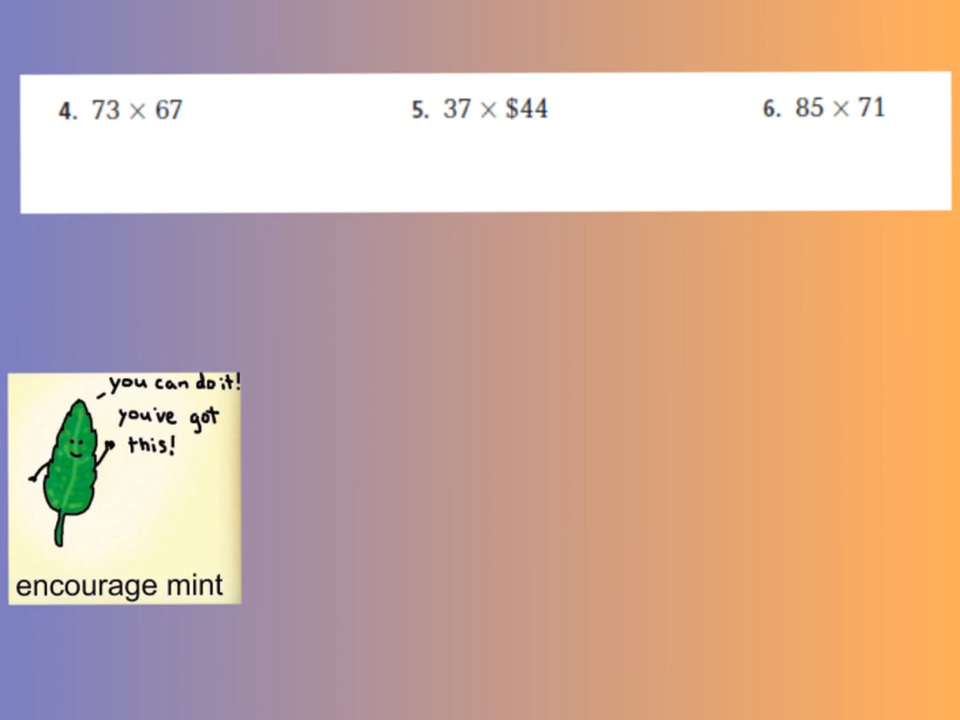 4. 73 × 67 5. 37 × $44 6. 85 × 71
you can do it!
you've got
this!
encourage mint